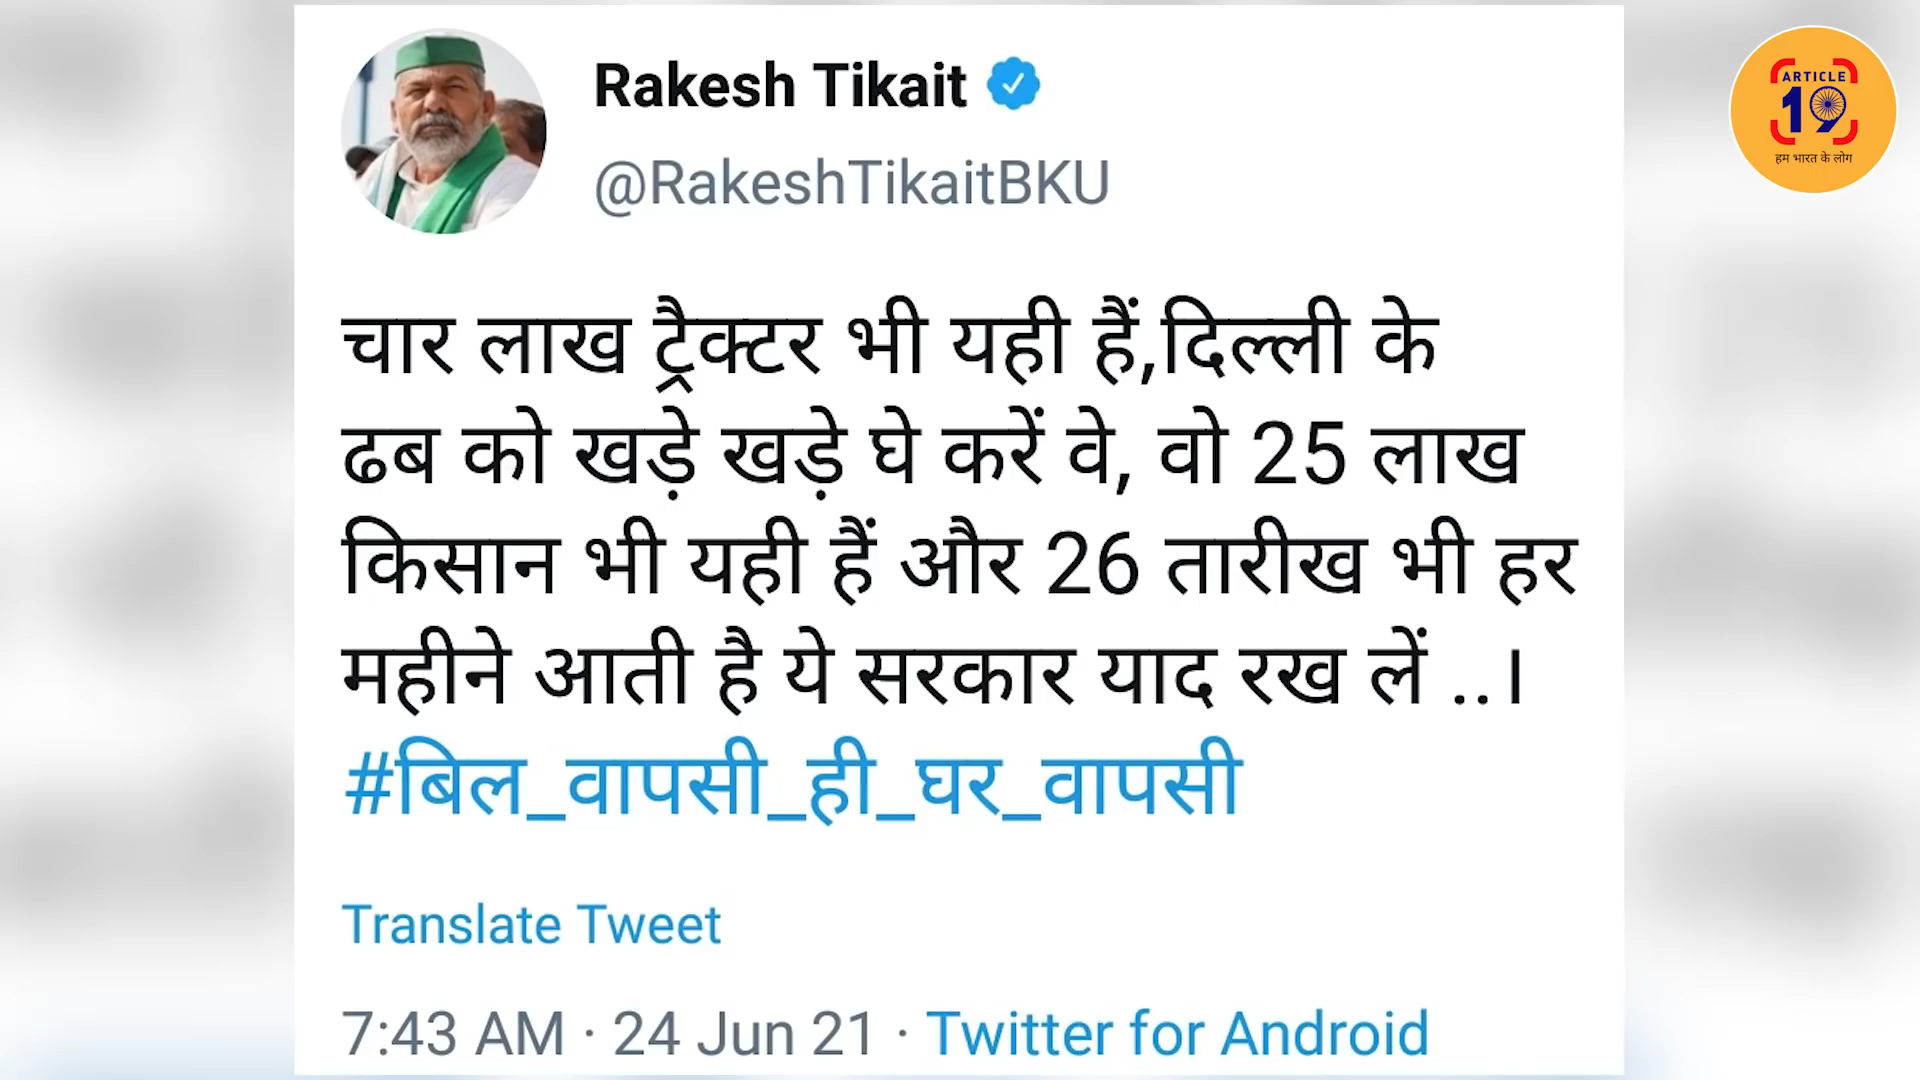 Rakesh Tikait
@RakeshTikaitBKU
ARTICLE
19
हम भारत के लोग
चार लाख ट्रैक्टर भी यही हैं,दिल्ली के
ढब को खड़े खड़े घे करें वे, वो 25 लाख
किसान भी यही हैं और 26 तारीख भी हर
महीने आती है ये सरकार याद रख लें ..।
#बिल_वापसी_ही_घर_वापसी
Translate Tweet
7:43 AM · 24 Jun 21 · Twitter for Android